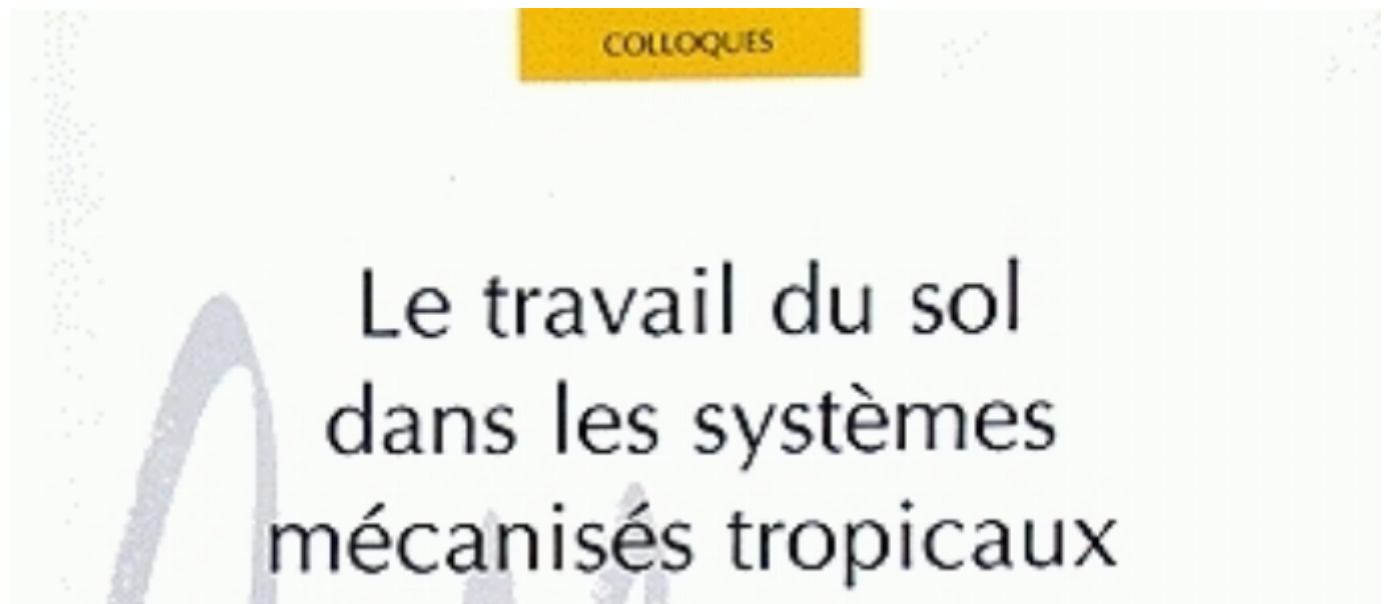 COLLOQUES
Le travail du sol
dans les systèmes
mécanisés tropicaux